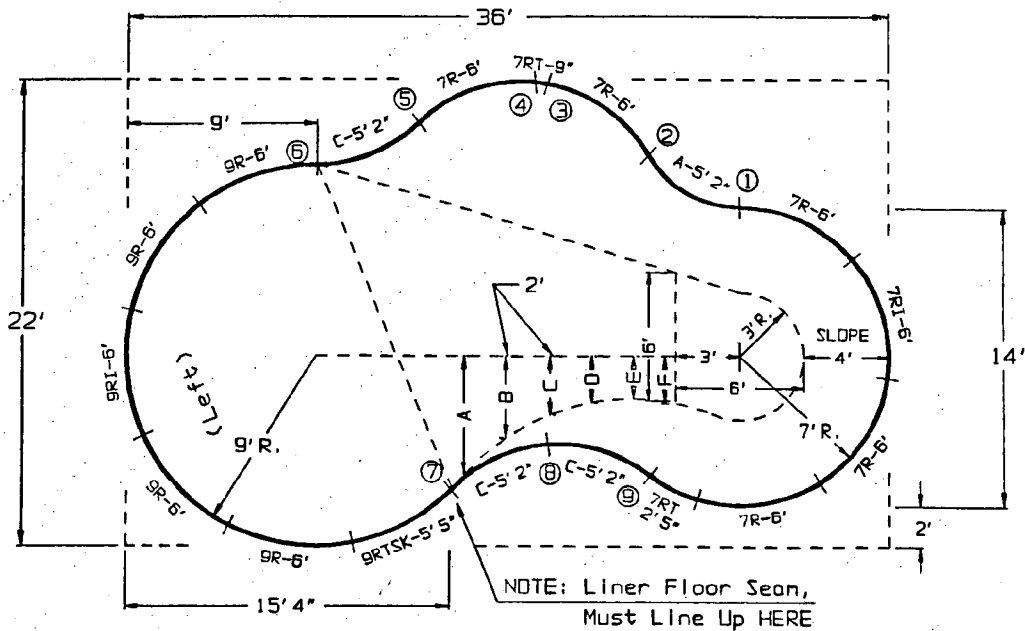 36'
7RT-9"
7R-6'
7R-6'
④
③
⑤
②
9'
C-5' 2"
A-5' 2"
①
⑥
9R-6'
7R-6'
9R-6'
7RI-6'
2'
3'R.
SLOPE
22'
6'
3'
4'
14'
9RI-6'
(Left)
A
B
C
D
E
F
6'
9'R.
7'R.
⑦
C-5' 2"
⑧
C-5' 2"
⑨
7R-6'
9R-6'
7RT
2' 5"
7R-6'
9R-6'
9RTSK-5' 5"
2'
15'4"
NOTE: Liner Floor Seam,
Must Line Up HERE